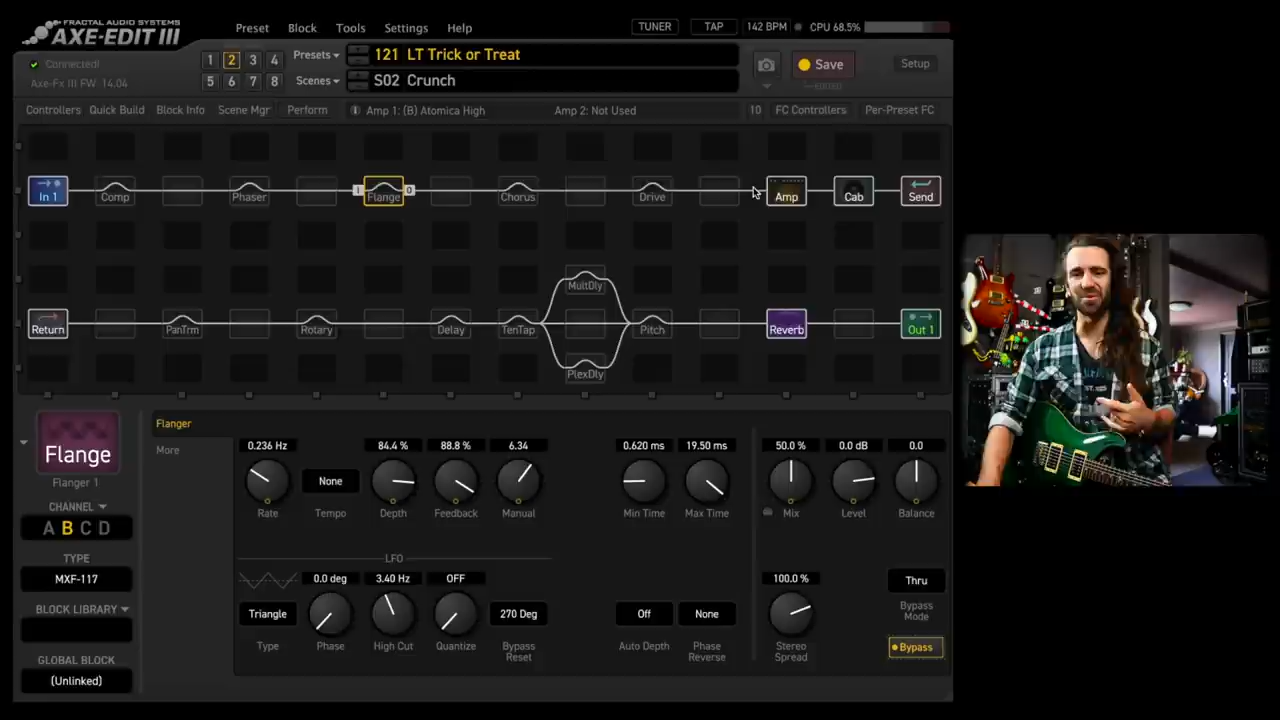 FRACTAL AUDIO SYSTEMS
AXE-EDIT III
Preset Block Tools Settings Help
TUNER TAP 142 BPM CPU 68.5%
Connected!
Axe-Fx III FW 14.04
1 2 3 4
5 6 7 8
Presets 121 LT Trick or Treat
Scenes S02 Crunch
Save
Setup
Controllers Quick Build Block Info Scene Mgr Perform Amp 1: (B) Atomica High Amp 2: Not Used 10 FC Controllers Per-Preset FC
In 1 Comp Phaser I Flange O Chorus Drive Amp Cab Send
MultDly
Return PanTrm Rotary Delay TenTap Pitch Reverb Out 1
PlexDly
Flange
Flanger 1
CHANNEL
A B C D
TYPE
MXF-117
BLOCK LIBRARY
GLOBAL BLOCK
(Unlinked)
Flanger
More
0.236 Hz 84.4 % 88.8 % 6.34 0.620 ms 19.50 ms 50.0 % 0.0 dB 0.0
None
Rate Tempo Depth Feedback Manual Min Time Max Time Mix Level Balance
LFO
0.0 deg 3.40 Hz OFF 100.0 % Thru
Triangle 270 Deg Off None
Type Phase High Cut Quantize Bypass Reset Auto Depth Phase Reverse Stereo Spread
Bypass Mode
Bypass